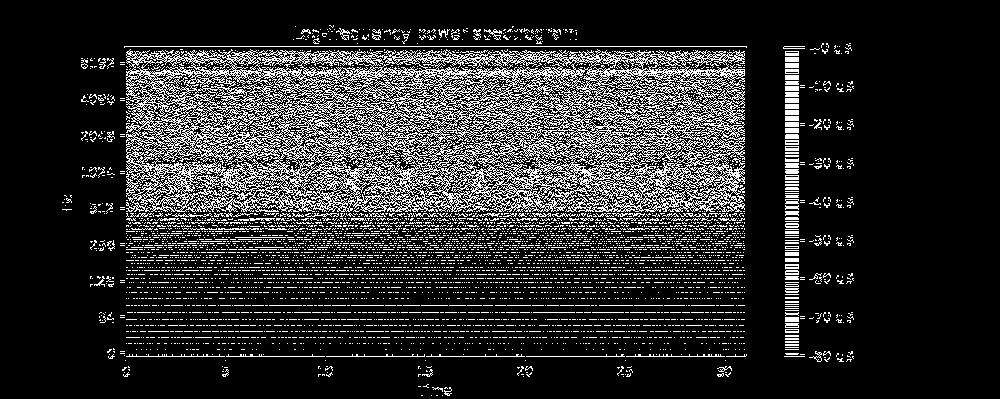 Log-frequency power spectrogram
8192
4096
2048
1024
512
256
128
64
0
Hz
0
5
10
15
20
25
30
Time
+0 dB
-10 dB
-20 dB
-30 dB
-40 dB
-50 dB
-60 dB
-70 dB
-80 dB